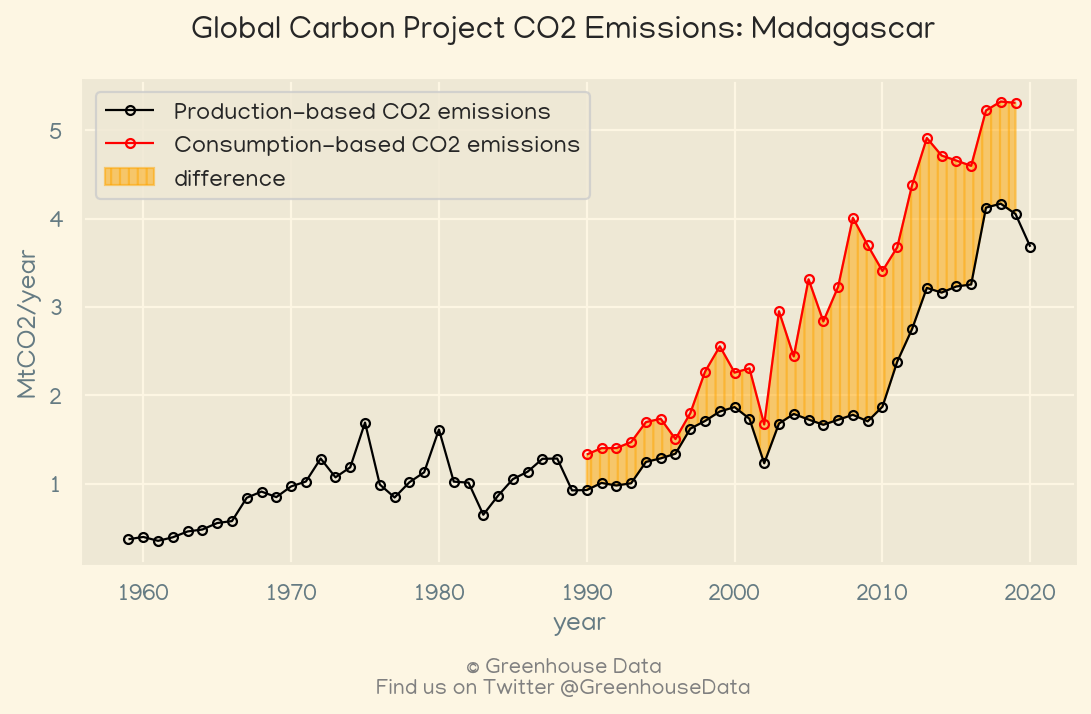 Global Carbon Project CO2 Emissions: Madagascar
Production-based CO2 emissions
Consumption-based CO2 emissions
difference
MtCO2/year
5
4
3
2
1
1960 1970 1980 1990 2000 2010 2020
year
© Greenhouse Data
Find us on Twitter @GreenhouseData